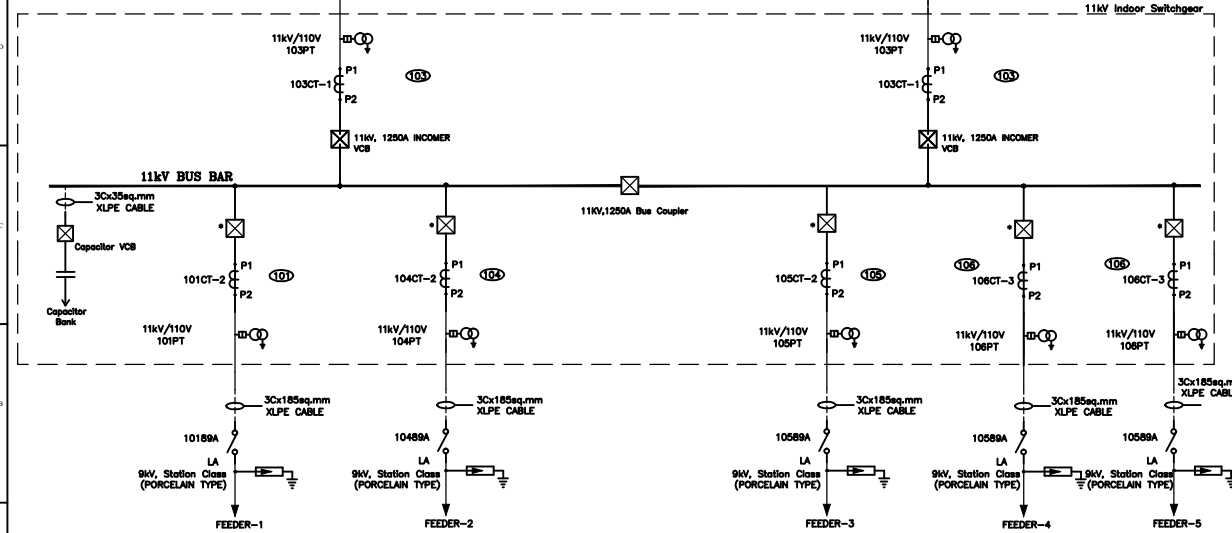 11kV Indoor Switchgear
11kV/110V
103PT
P1
103CT-1
P2
103
11kV, 1250A INCOMER
VCB
11kV/110V
103PT
P1
103CT-1
P2
103
11kV, 1250A INCOMER
VCB
11kV BUS BAR
11KV,1250A Bus Coupler
3Cx35sq.mm
XLPE CABLE
Capacitor VCB
Capacitor
Bank
*
P1
101CT-2
P2
101
11kV/110V
101PT
*
P1
104CT-2
P2
104
11kV/110V
104PT
*
P1
105CT-2
P2
105
11kV/110V
105PT
*
106
P1
106CT-3
P2
11kV/110V
106PT
*
106
P1
106CT-3
P2
11kV/110V
106PT
3Cx185sq.mm
XLPE CABLE
10189A
LA
9kV, Station Class
(PORCELAIN TYPE)
FEEDER-1
3Cx185sq.mm
XLPE CABLE
10489A
LA
9kV, Station Class
(PORCELAIN TYPE)
FEEDER-2
3Cx185sq.mm
XLPE CABLE
10589A
LA
9kV, Station Class
(PORCELAIN TYPE)
FEEDER-3
3Cx185sq.mm
XLPE CABLE
10589A
LA
9kV, Station Class
(PORCELAIN TYPE)
FEEDER-4
3Cx185sq.m
XLPE CABL
10589A
LA
9kV, Station Class
(PORCELAIN TYPE)
FEEDER-5